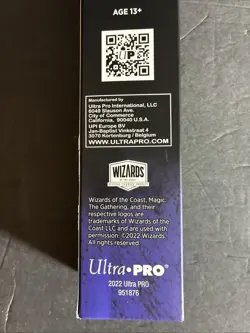 AGE 13+
UPI
Manufactured by
Ultra Pro International, LLC
6049 Slauson Ave.
City of Commerce
California, 90040 U.S.A.
UPI Europe BV
Jan-Baptist Vinkstraat 4
3070 Kortenburg / Belgium
WWW.ULTRAPRO.COM
WIZARDS
OF THE COAST
Wizards of the Coast, Magic:
The Gathering, and their
respective logos are
trademarks of Wizards of the
Coast LLC and are used with
permission. ©2022 Wizards.
All rights reserved.
Ultra•PRO®
2022 Ultra PRO
951876